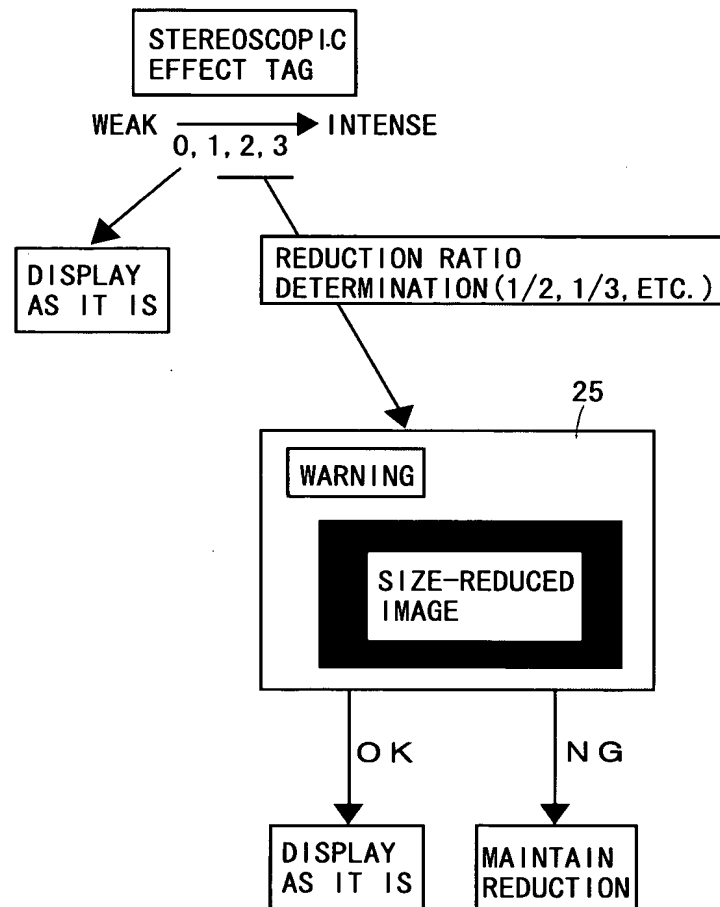 STEREOSCOPIC
EFFECT TAG
WEAK INTENSE
0, 1, 2, 3
DISPLAY
AS IT IS
REDUCTION RATIO
DETERMINATION(1/2, 1/3, ETC.)
25
WARNING
SIZE-REDUCED
IMAGE
OK NG
DISPLAY
AS IT IS
MAINTAIN
REDUCTION